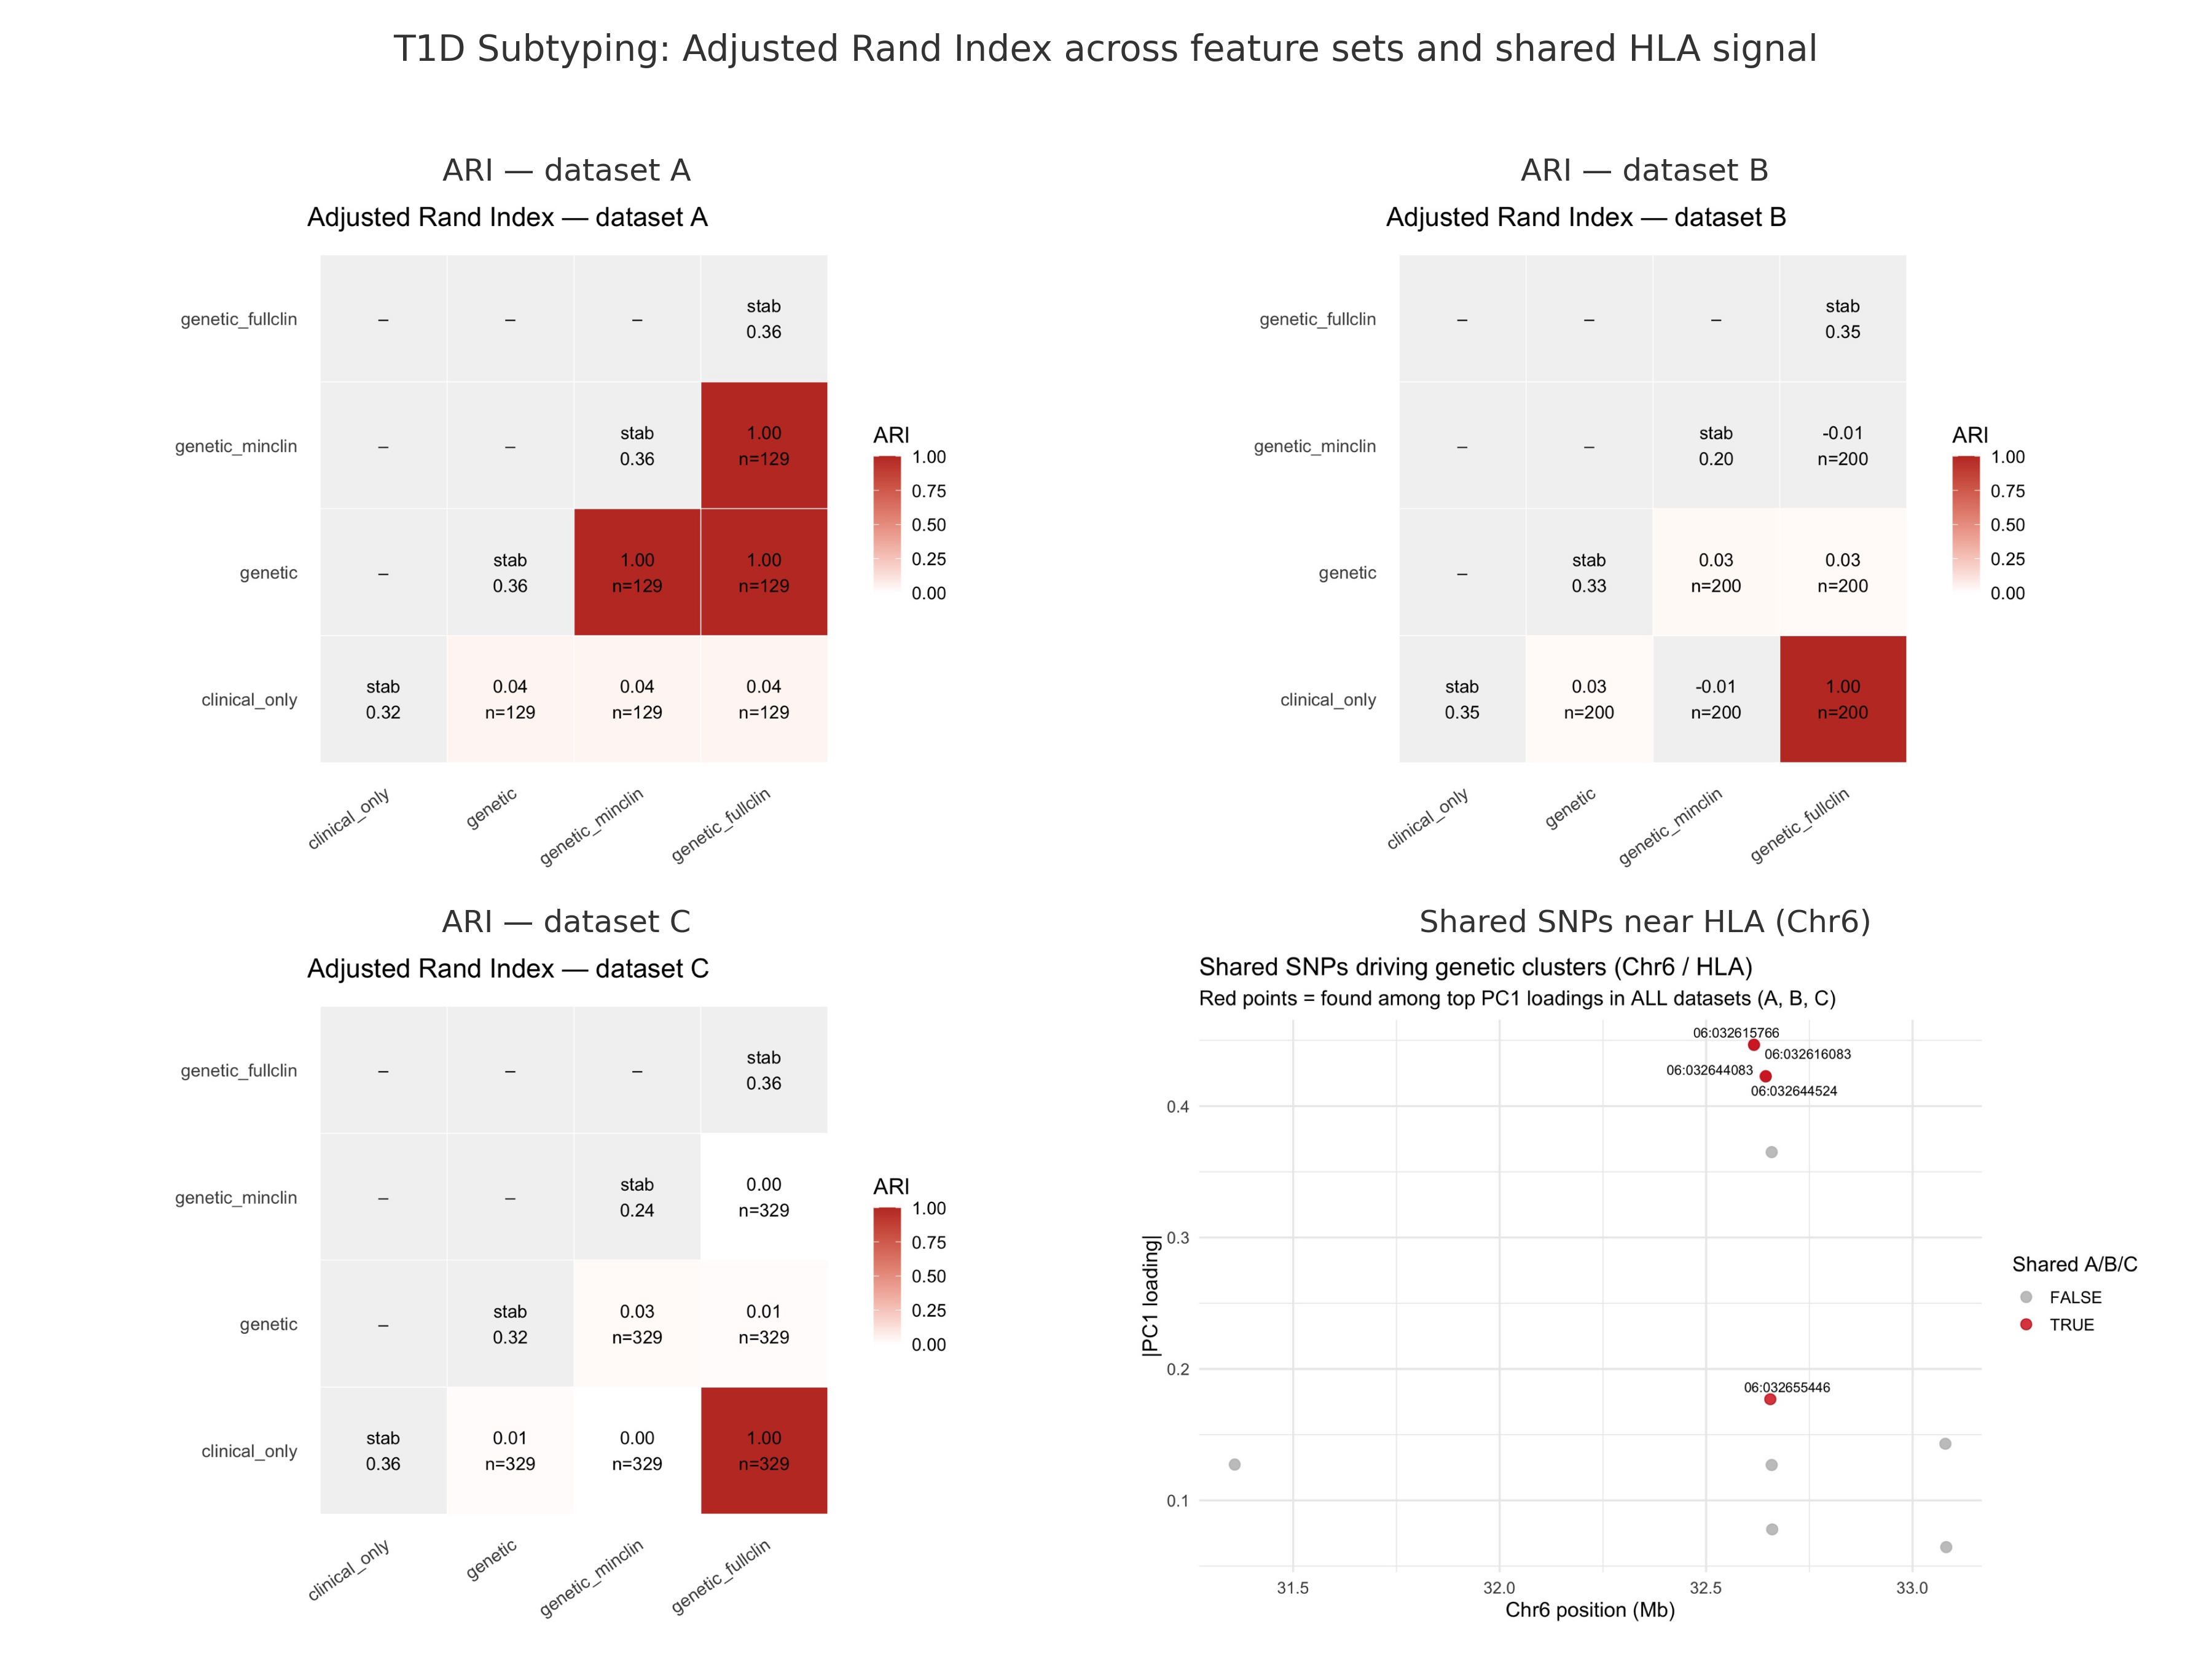 T1D Subtyping: Adjusted Rand Index across feature sets and shared HLA signal
ARI — dataset A
Adjusted Rand Index — dataset A
genetic_fullclin
–
–
–
stab
0.36
genetic_minclin
–
–
stab
0.36
1.00
n=129
genetic
–
stab
0.36
1.00
n=129
1.00
n=129
clinical_only
stab
0.32
0.04
n=129
0.04
n=129
0.04
n=129
clinical_only
genetic
genetic_minclin
genetic_fullclin
ARI
1.00
0.75
0.50
0.25
0.00
ARI — dataset B
Adjusted Rand Index — dataset B
genetic_fullclin
–
–
–
stab
0.35
genetic_minclin
–
–
stab
0.20
-0.01
n=200
genetic
–
stab
0.33
0.03
n=200
0.03
n=200
clinical_only
stab
0.35
0.03
n=200
-0.01
n=200
1.00
n=200
clinical_only
genetic
genetic_minclin
genetic_fullclin
ARI
1.00
0.75
0.50
0.25
0.00
ARI — dataset C
Adjusted Rand Index — dataset C
genetic_fullclin
–
–
–
stab
0.36
genetic_minclin
–
–
stab
0.24
0.00
n=329
genetic
–
stab
0.32
0.03
n=329
0.01
n=329
clinical_only
stab
0.36
0.01
n=329
0.00
n=329
1.00
n=329
clinical_only
genetic
genetic_minclin
genetic_fullclin
ARI
1.00
0.75
0.50
0.25
0.00
Shared SNPs near HLA (Chr6)
Shared SNPs driving genetic clusters (Chr6 / HLA)
Red points = found among top PC1 loadings in ALL datasets (A, B, C)
06:032615766
06:032616083
06:032644083
06:032644524
06:032655446
|PC1 loading|
0.4
0.3
0.2
0.1
31.5
32.0
32.5
33.0
Chr6 position (Mb)
Shared A/B/C
FALSE
TRUE